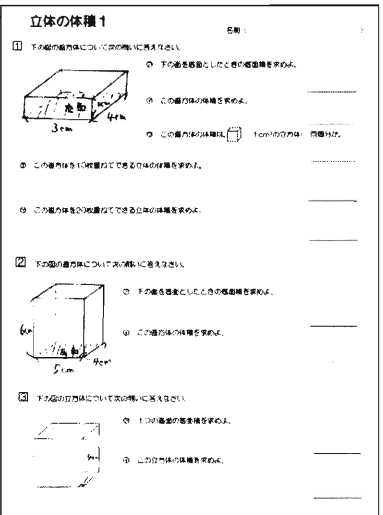 立体の体積1
名前（　　　）
1 下の図の直方体について次の問いに答えなさい。
① 下の面を底面としたときの底面積を求めよ。
② この直方体の体積を求めよ。
③ この直方体の体積は、 1cm³の立方体 何個分か。
底面
3cm
4cm
④ この直方体を10枚重ねてできる立体の体積を求めよ。
⑤ この直方体を20枚重ねてできる立体の体積を求めよ。
2 下の図の直方体について次の問いに答えなさい。
① 下の面を底面としたときの底面積を求めよ。
② この直方体の体積を求めよ。
6cm
底面
5cm
4cm
3 下の図の立方体について次の問いに答えなさい。
① 1つの底面の底面積を求めよ。
② この立方体の体積を求めよ。